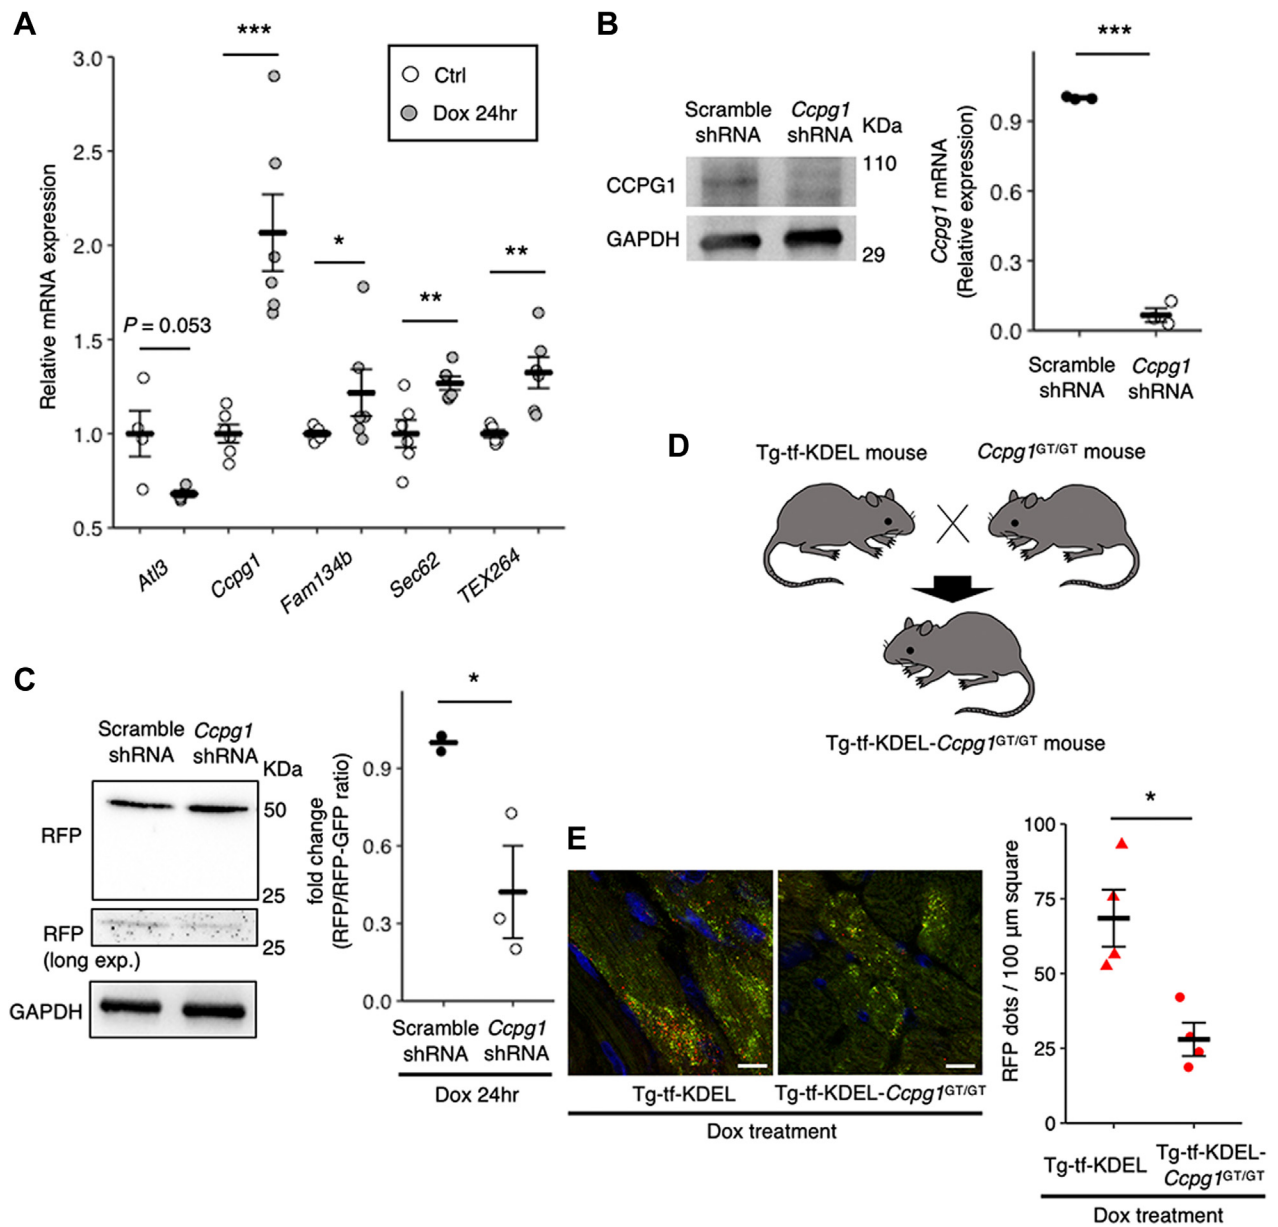 A
***
3.0
2.5
2.0
1.5
1.0
0.5
Relative mRNA expression
Ctrl
Dox 24hr
P = 0.053
*
**
**
Atl3
Ccpg1
Fam134b
Sec62
TEX264
B
Scramble
shRNA
Ccpg1
shRNA
KDa
CCPG1
110
GAPDH
29
***
Ccpg1 mRNA
(Relative expression)
0.9
0.6
0.3
0.0
Scramble
shRNA
Ccpg1
shRNA
C
Scramble
shRNA
Ccpg1
shRNA
KDa
RFP
50
25
RFP
(long exp.)
25
GAPDH
*
fold change
(RFP/RFP-GFP ratio)
0.9
0.6
0.3
0.0
Scramble
shRNA
Ccpg1
shRNA
Dox 24hr
D
Tg-tf-KDEL mouse
Ccpg1GT/GT mouse
Tg-tf-KDEL-Ccpg1GT/GT mouse
E
Tg-tf-KDEL
Tg-tf-KDEL-Ccpg1GT/GT
Dox treatment
*
RFP dots / 100 µm square
100
75
50
25
0
Tg-tf-KDEL
Tg-tf-KDEL-
Ccpg1GT/GT
Dox treatment